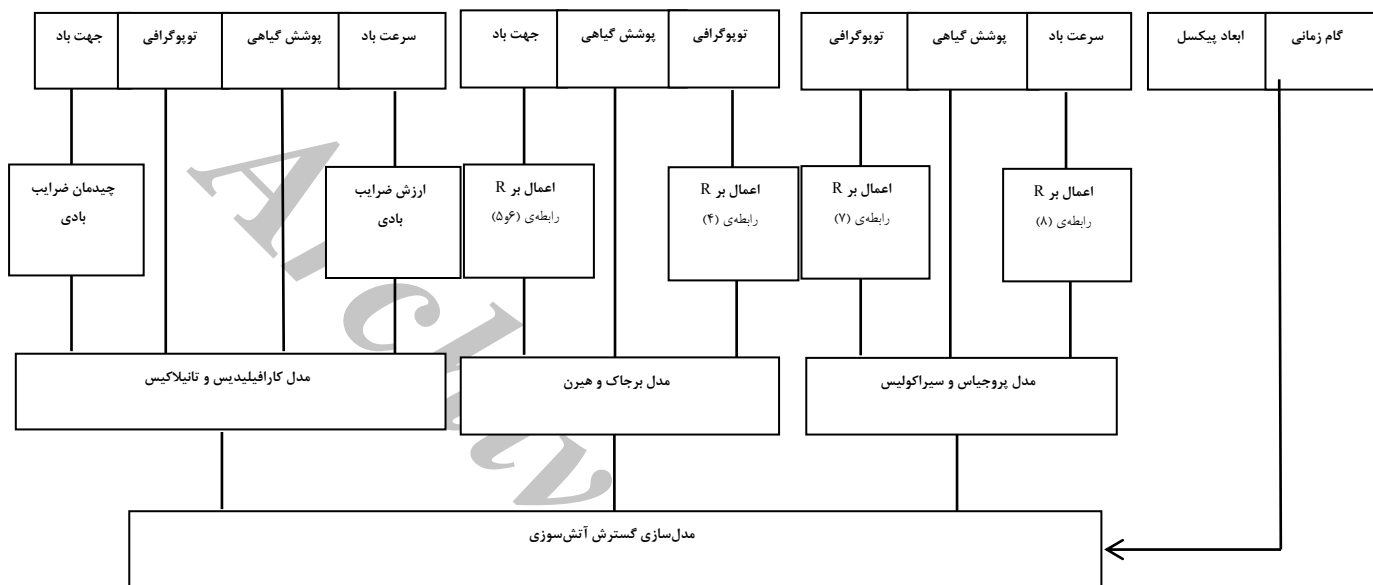 گام زمانی
ابعاد پیکسل
سرعت باد
پوشش گیاهی
توپوگرافی
توپوگرافی
پوشش گیاهی
جهت باد
سرعت باد
پوشش گیاهی
توپوگرافی
جهت باد
اعمال بر R
رابطه‌ی (۸)
اعمال بر R
رابطه‌ی (۷)
اعمال بر R
رابطه‌ی (۴)
اعمال بر R
رابطه‌ی (۵و۶)
ارزش ضرایب
بادی
چیدمان ضرایب
بادی
مدل پروجیاس و سیراکولیس
مدل برجاک و هیرن
مدل کارافیلیدیس و تانیلاکیس
مدل‌سازی گسترش آتش‌سوزی
Archiv